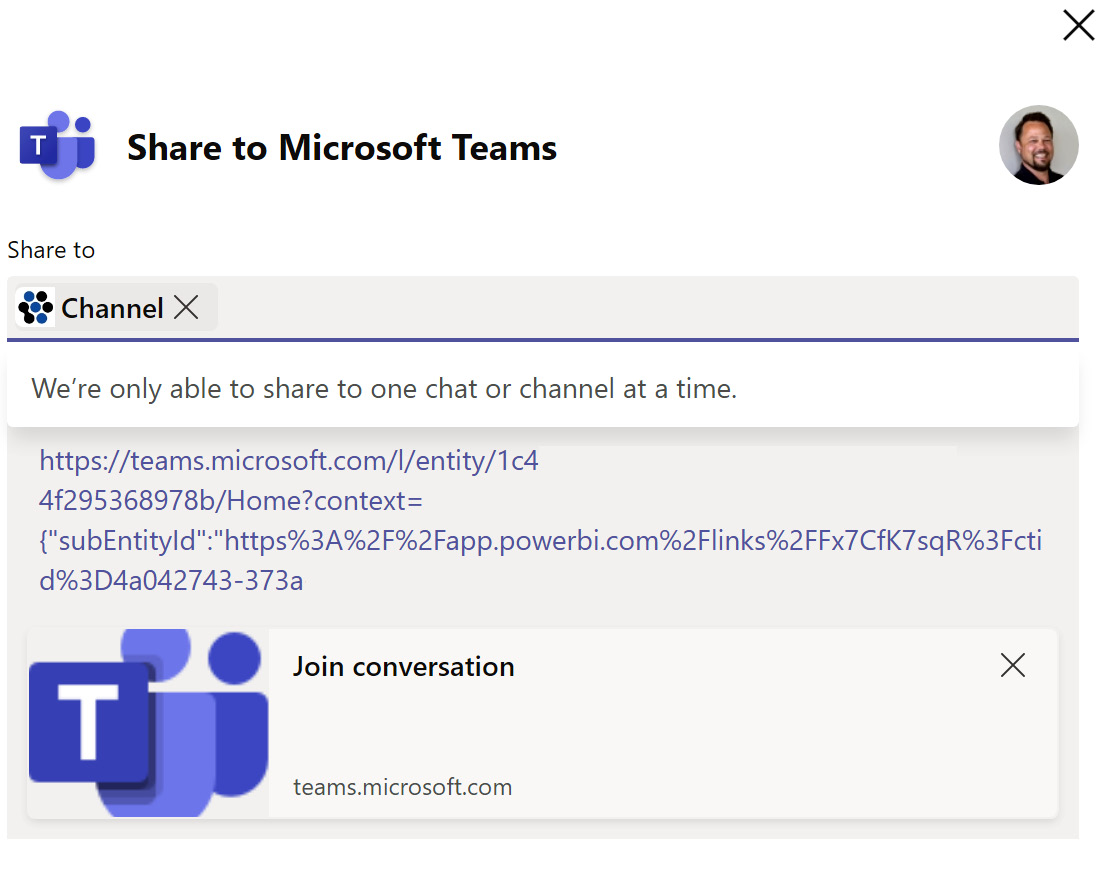 T
Share to Microsoft Teams
Share to
Channel
We’re only able to share to one chat or channel at a time.
https://teams.microsoft.com/l/entity/1c4
4f295368978b/Home?context=
{"subEntityId":"https%3A%2F%2Fapp.powerbi.com%2Flinks%2FFx7CfK7sqR%3Fcti
d%3D4a042743-373a
T
Join conversation
teams.microsoft.com